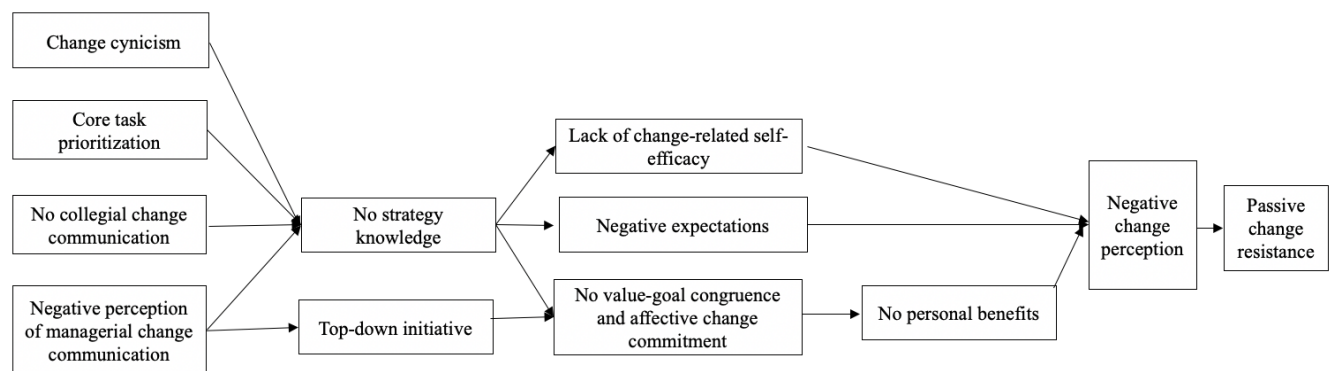 Change cynicism
Core task
prioritization
No collegial change
communication
Negative perception
of managerial change
communication
No strategy
knowledge
Top-down initiative
Lack of change-related self-
efficacy
Negative expectations
No value-goal congruence
and affective change
commitment
No personal benefits
Negative
change
perception
Passive
change
resistance